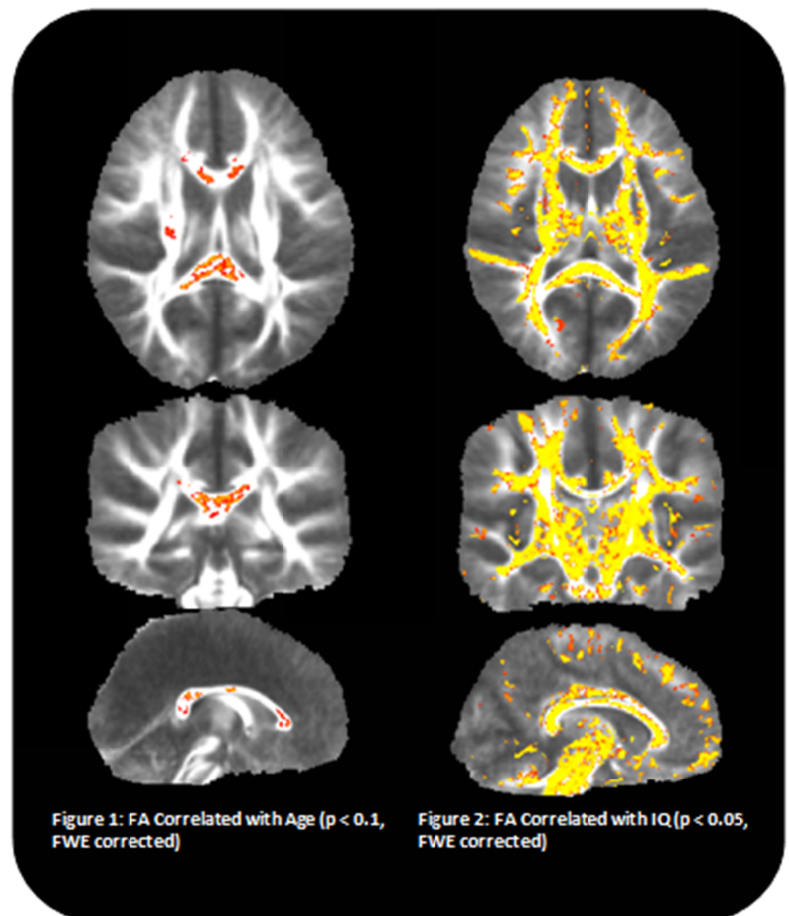 Figure 1: FA Correlated with Age (p < 0.1,
FWE corrected)
Figure 2: FA Correlated with IQ (p < 0.05,
FWE corrected)